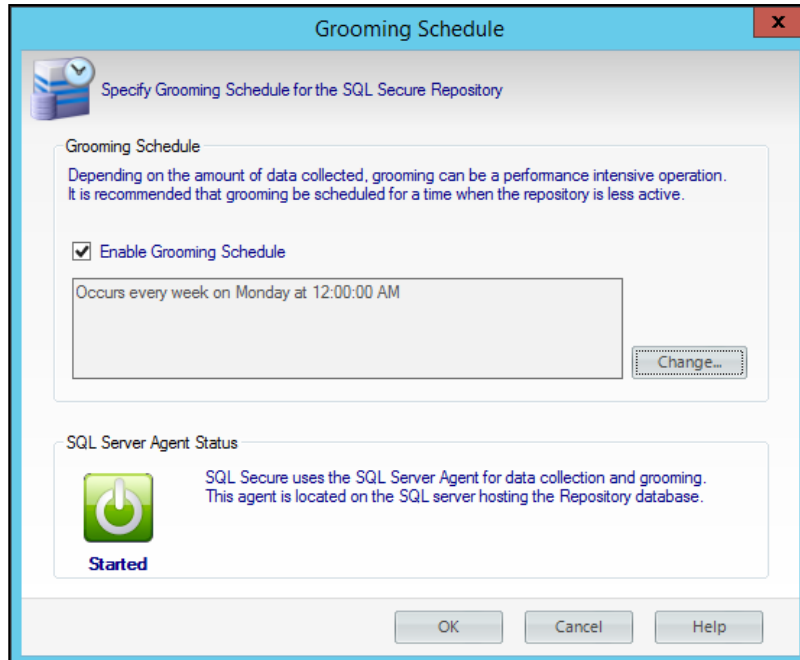 Grooming Schedule
x
Specify Grooming Schedule for the SQL Secure Repository
Grooming Schedule
Depending on the amount of data collected, grooming can be a performance intensive operation.
It is recommended that grooming be scheduled for a time when the repository is less active.
Enable Grooming Schedule
Occurs every week on Monday at 12:00:00 AM
Change...
SQL Server Agent Status
SQL Secure uses the SQL Server Agent for data collection and grooming.
This agent is located on the SQL server hosting the Repository database.
Started
OK
Cancel
Help